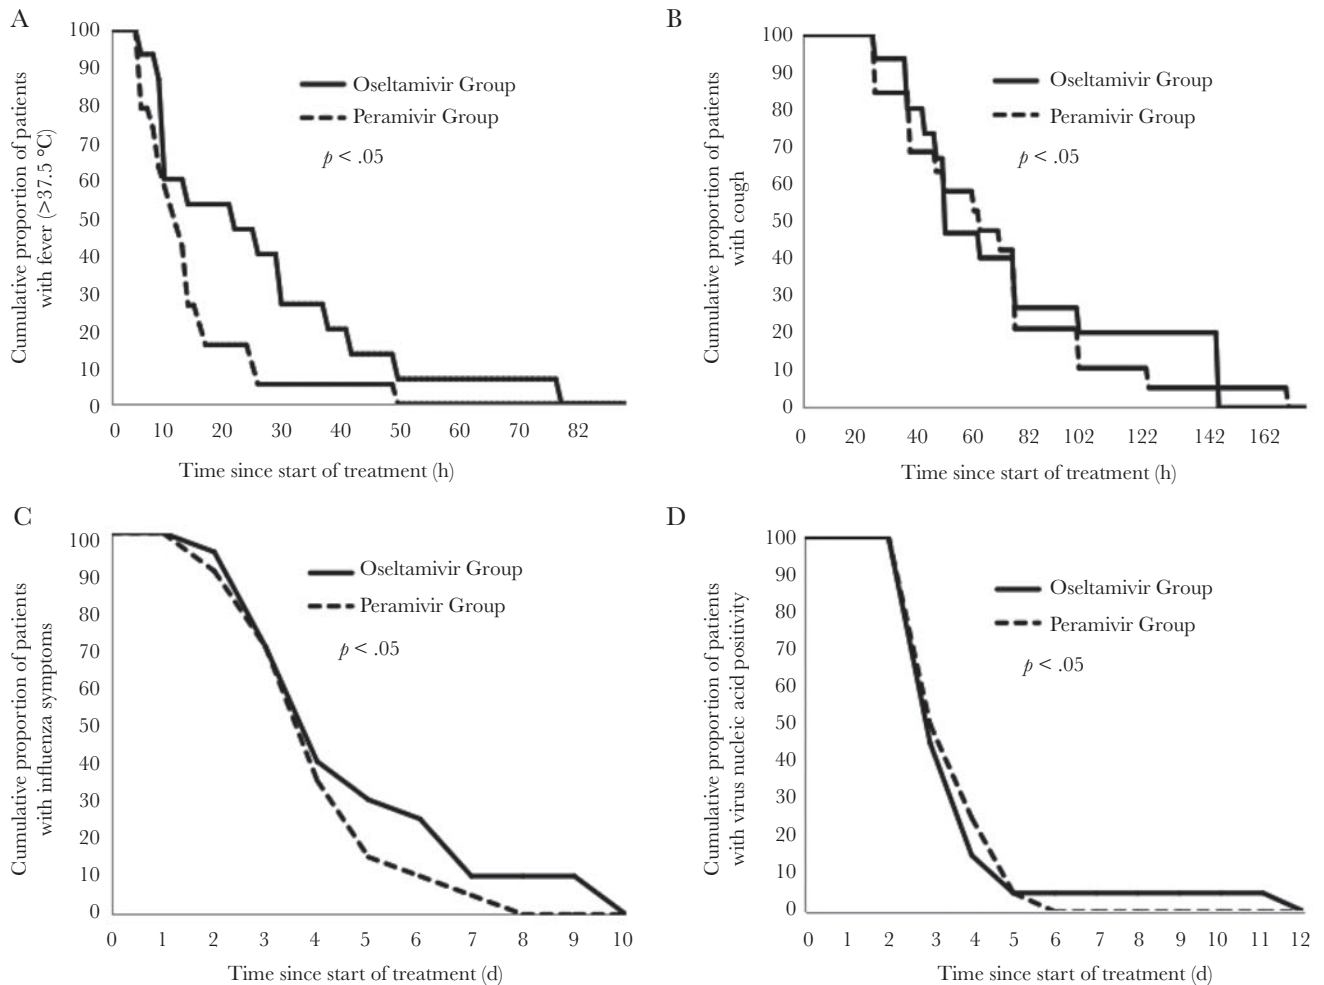 A
Cumulative proportion of patients
with fever (>37.5 °C)
100
90
80
70
60
50
40
30
20
10
0
Oseltamivir Group
Peramivir Group
p < .05
0 10 20 30 40 50 60 70 82
Time since start of treatment (h)
B
Cumulative proportion of patients
with cough
100
90
80
70
60
50
40
30
20
10
0
Oseltamivir Group
Peramivir Group
p < .05
0 20 40 60 82 102 122 142 162
Time since start of treatment (h)
C
Cumulative proportion of patients
with influenza symptoms
100
90
80
70
60
50
40
30
20
10
0
Oseltamivir Group
Peramivir Group
p < .05
0 1 2 3 4 5 6 7 8 9 10
Time since start of treatment (d)
D
Cumulative proportion of patients
with virus nucleic acid positivity
100
90
80
70
60
50
40
30
20
10
0
Oseltamivir Group
Peramivir Group
p < .05
0 1 2 3 4 5 6 7 8 9 10 11 12
Time since start of treatment (d)